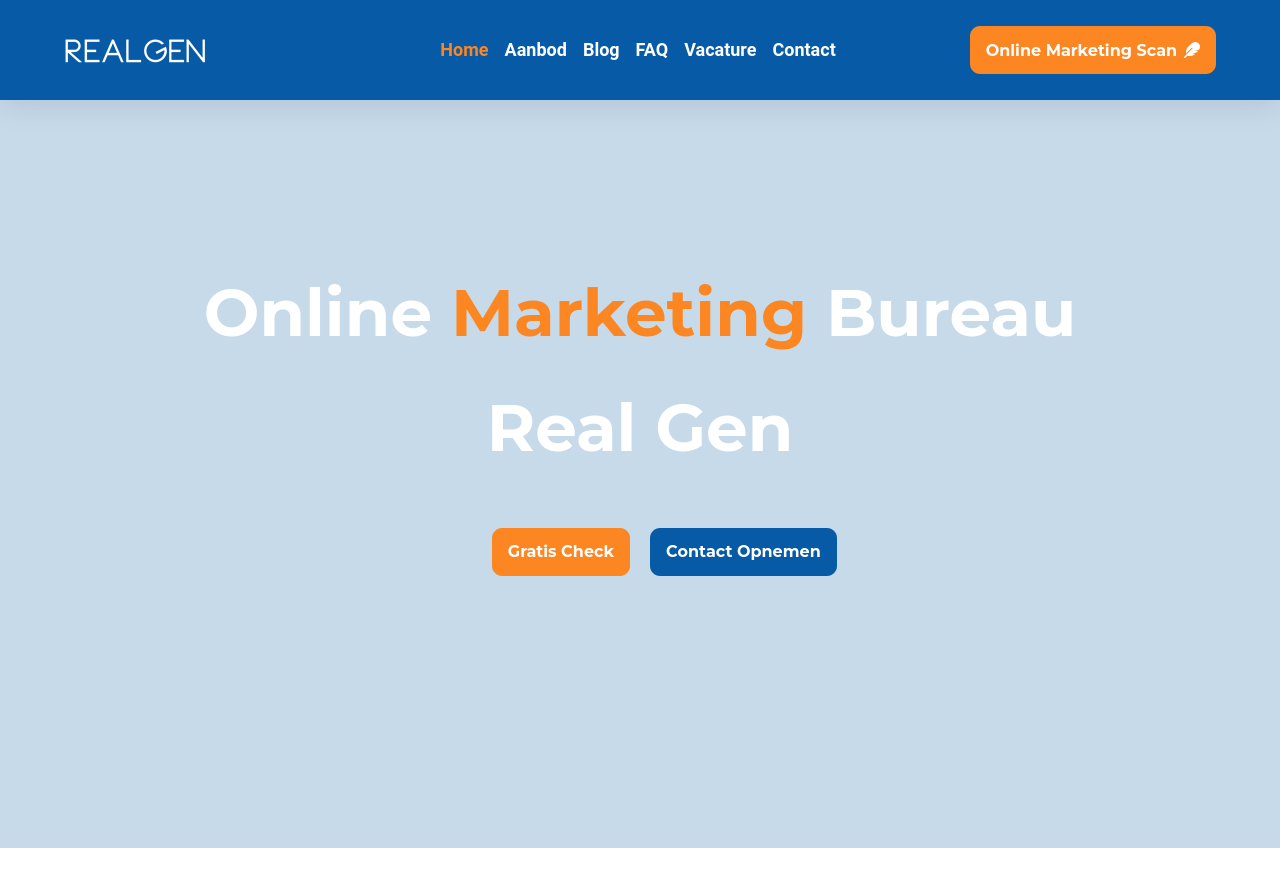 REALGEN
Home Aanbod Blog FAQ Vacature Contact
Online Marketing Scan
Online Marketing Bureau
Real Gen
Gratis Check
Contact Opnemen